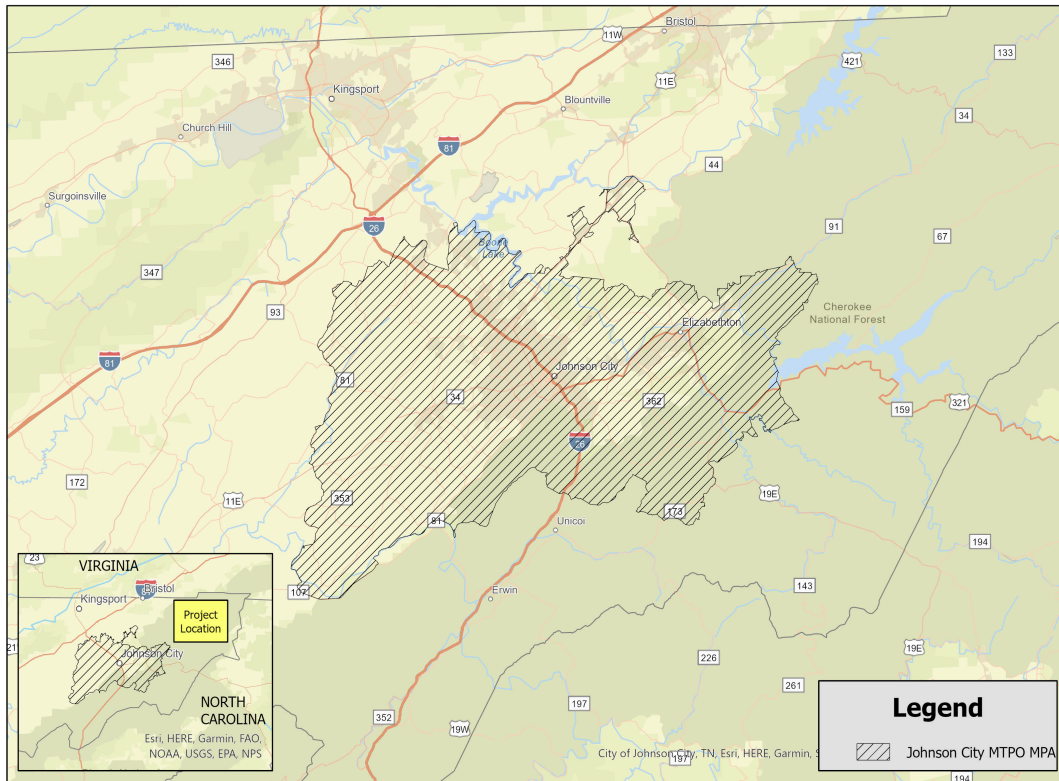 Bristol
11W
133
346
421
Kingsport
11E
Blountville
34
Church Hill
81
44
Surgoinsville
26
91
67
Boone
Lake
347
93
Cherokee
National Forest
Elizabethton
81
Johnson City
81
34
362
159
321
26
172
11E
353
19E
81
173
Unicoi
194
143
107
Erwin
19E
226
261
197
352
19W
197
194
City of Johnson City, TN, Esri, HERE, Garmin,
23
VIRGINIA
Bristol
Kingsport
Project
Location
21
Johnson City
NORTH
CAROLINA
Esri, HERE, Garmin, FAO,
NOAA, USGS, EPA, NPS
Legend
Johnson City MTPO MPA